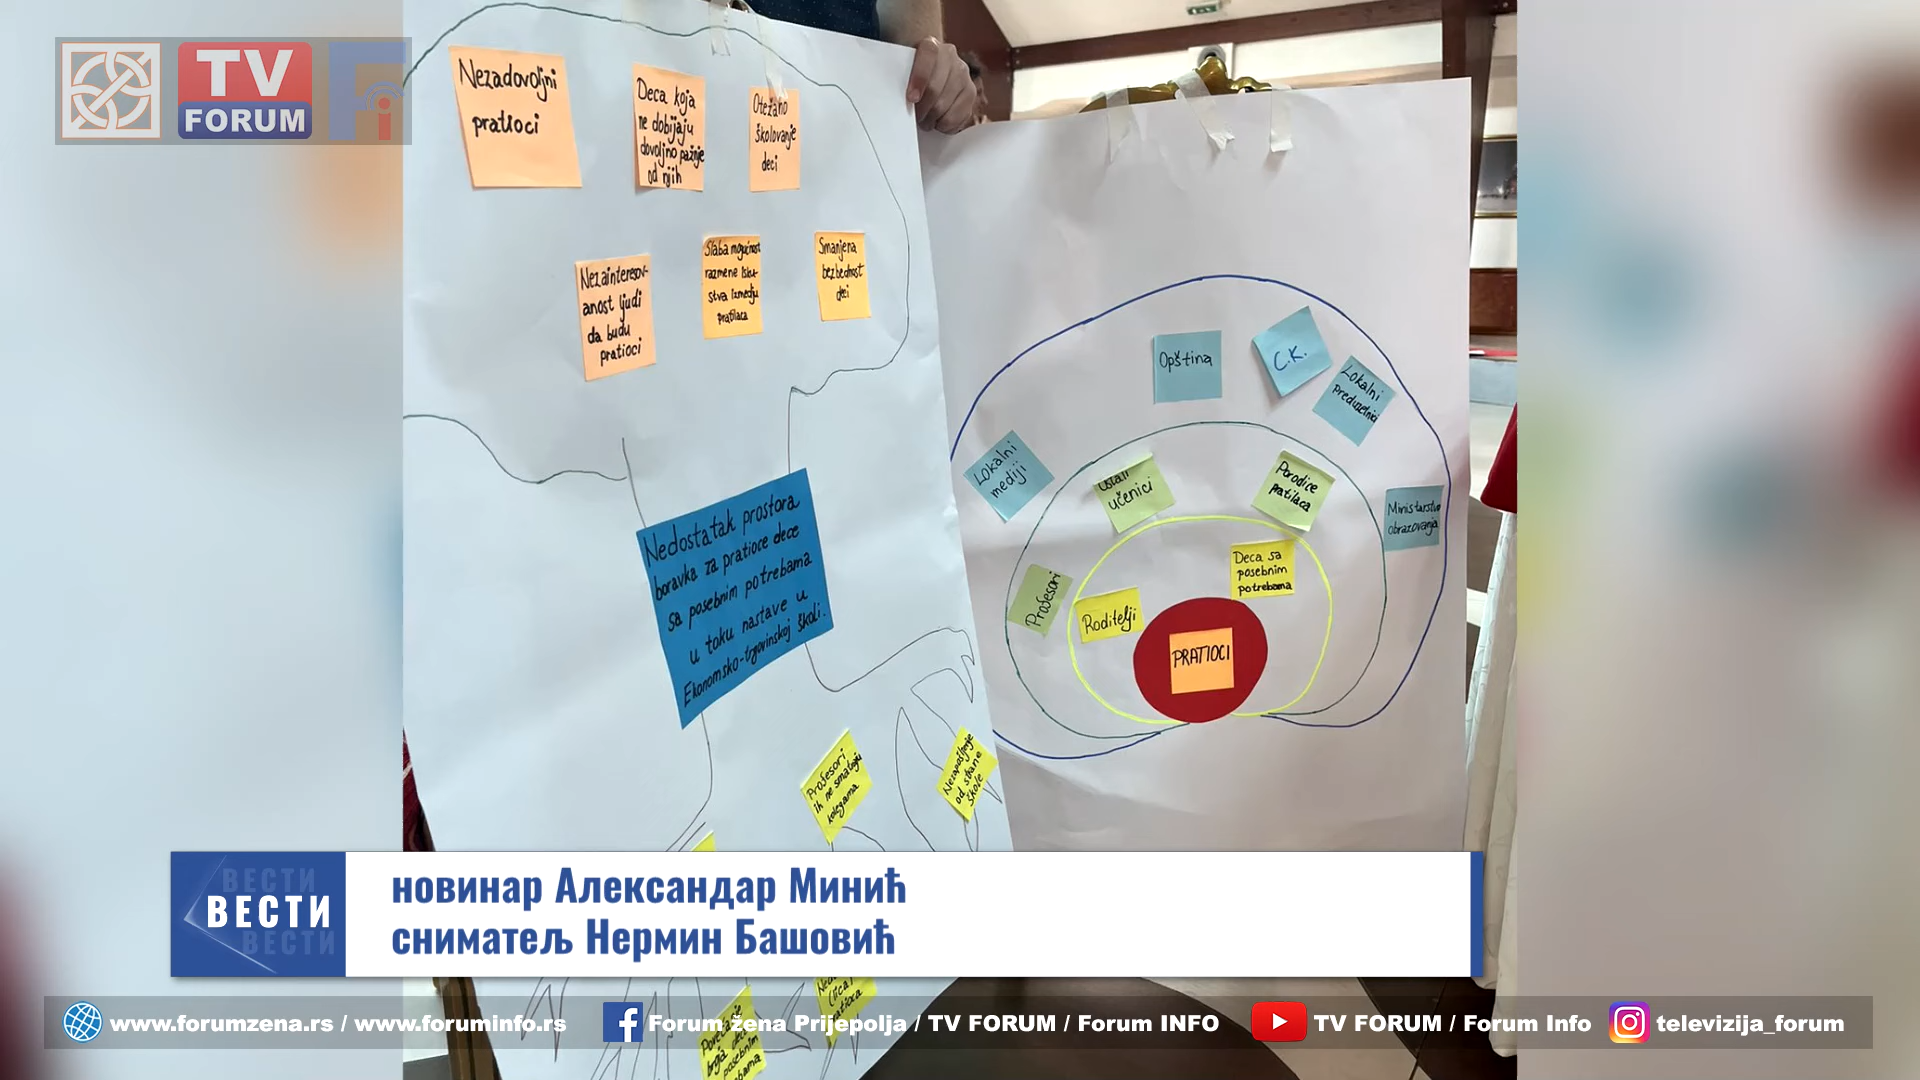 TV
FORUM
Nezadovoljni
pratioci
Deca koja
ne dobijaju
dovoljno pažnje
od njih
Otežano
školovanje
deci
Nezainteresov-
anost ljudi
da budu
pratioci
Slaba mogućnost
razmene isku-
stva između
pratilaca
Smanjena
bezbednost
deci
Nedostatak prostora
boravka za pratioce dece
sa posebnim potrebama
u toku nastave u
Ekonomsko-trgovinskoj školi.
Profesori
ih ne smatraju
kolegama
Nezapošljenje
od strane
škole
Opština
C.K.
Lokalni
preduzetnici
Lokalni
mediji
Ostali
učenici
Porodice
pratilaca
Ministarstvo
obrazovanja
Profesori
Roditelji
Deca sa
posebnim
potrebama
PRATIOCI
ВЕСТИ
ВЕСТИ
ВЕСТИ
новинар Александар Минић
сниматељ Нермин Башовић
www.forumzena.rs / www.foruminfo.rs
Forum žena Prijepolja / TV FORUM / Forum INFO
TV FORUM / Forum Info
televizija_forum